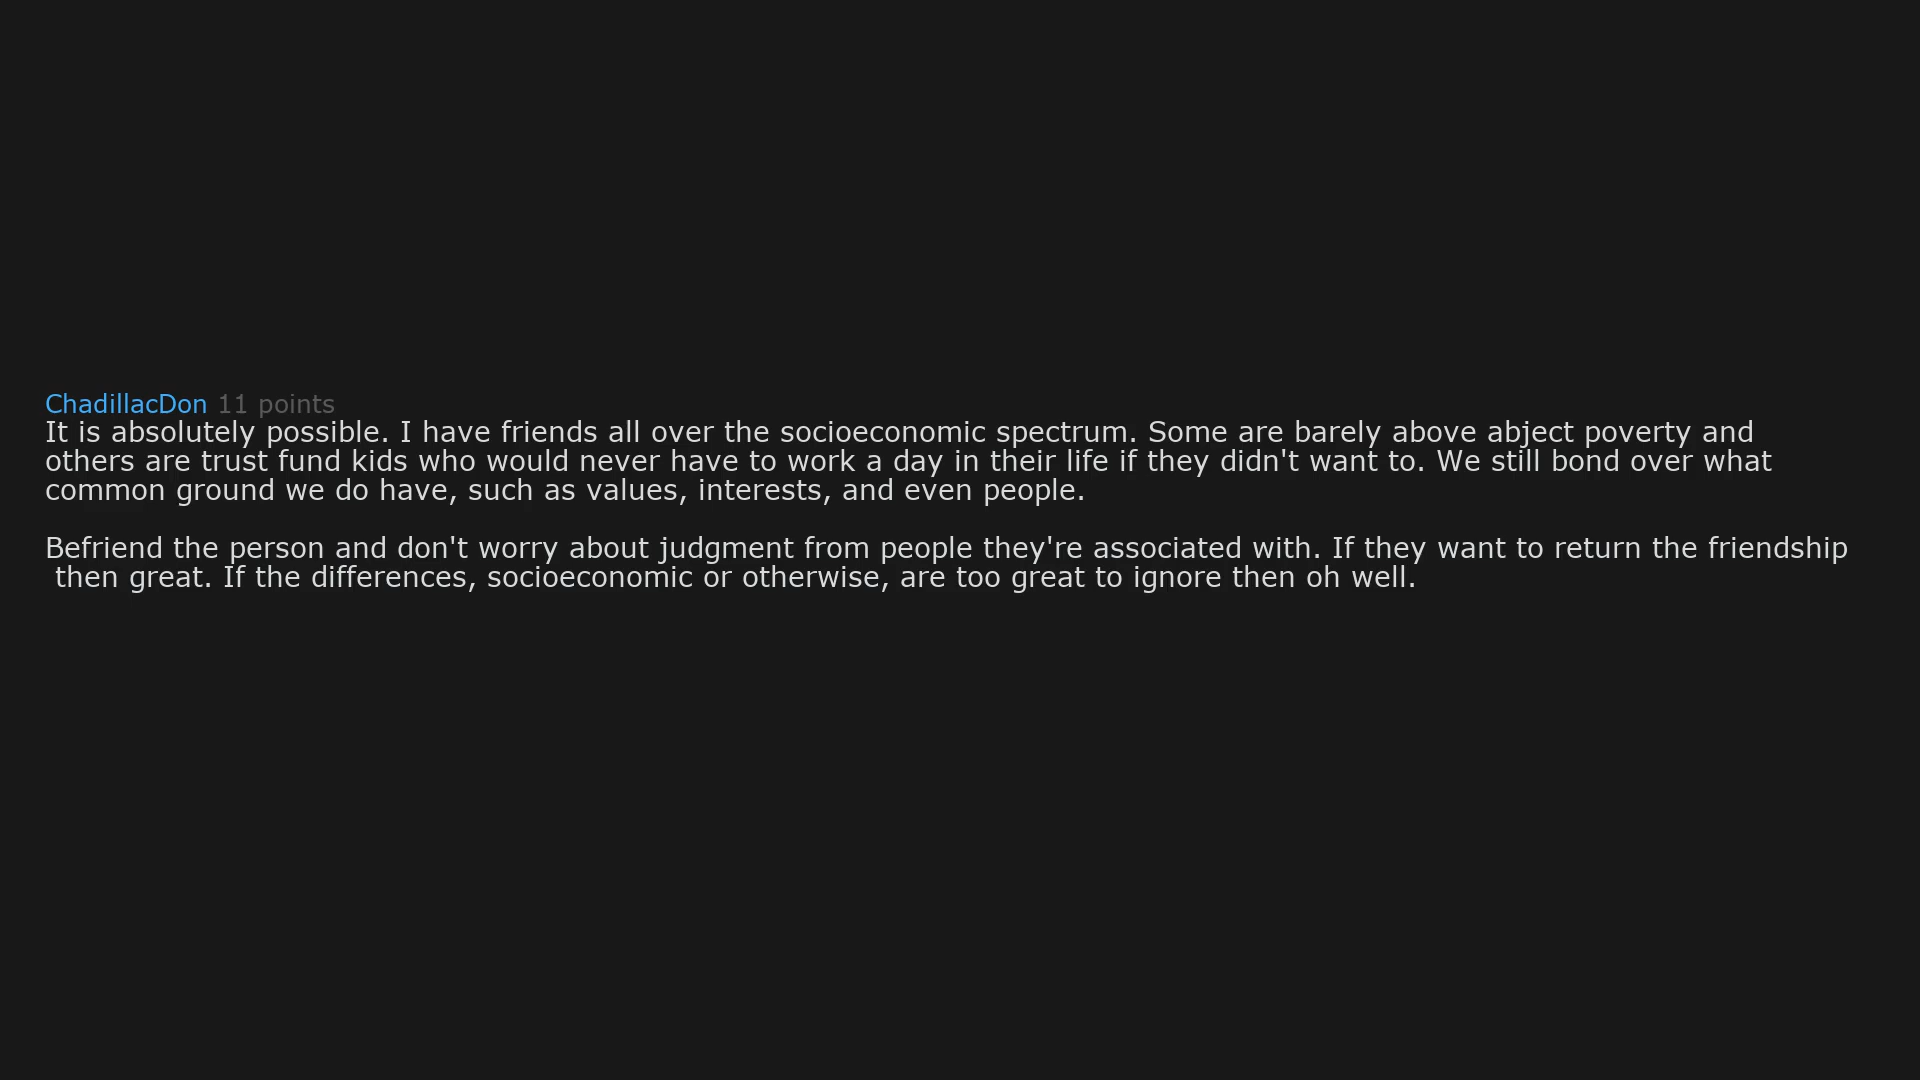 ChadillacDon 11 points
It is absolutely possible. I have friends all over the socioeconomic spectrum. Some are barely above abject poverty and
others are trust fund kids who would never have to work a day in their life if they didn't want to. We still bond over what
common ground we do have, such as values, interests, and even people.
Befriend the person and don't worry about judgment from people they're associated with. If they want to return the friendship
then great. If the differences, socioeconomic or otherwise, are too great to ignore then oh well.